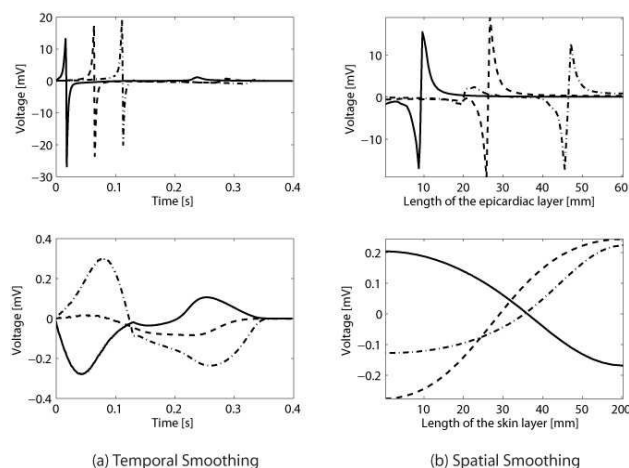 20
10
0
−10
−20
−30
Voltage [mV]
0 0.1 0.2 0.3 0.4
Time [s]
10
0
−10
Voltage [mV]
10 20 30 40 50 60
Length of the epicardiac layer [mm]
0.4
0.2
0
−0.2
−0.4
Voltage [mV]
0 0.1 0.2 0.3 0.4
Time [s]
0.2
0.1
0
-0.1
-0.2
Voltage [mV]
10 20 30 40 50 200
Length of the skin layer [mm]
(a) Temporal Smoothing
(b) Spatial Smoothing